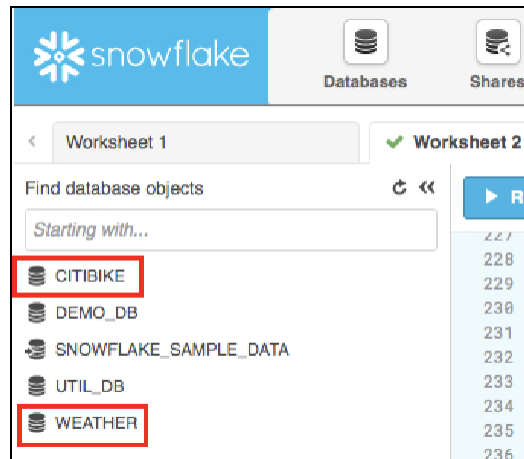 snowflake
Databases
Shares
Worksheet 1
Worksheet 2
Find database objects
Starting with...
R
CITIBIKE
DEMO_DB
SNOWFLAKE_SAMPLE_DATA
UTIL_DB
WEATHER
227
228
229
230
231
232
233
234
235
236